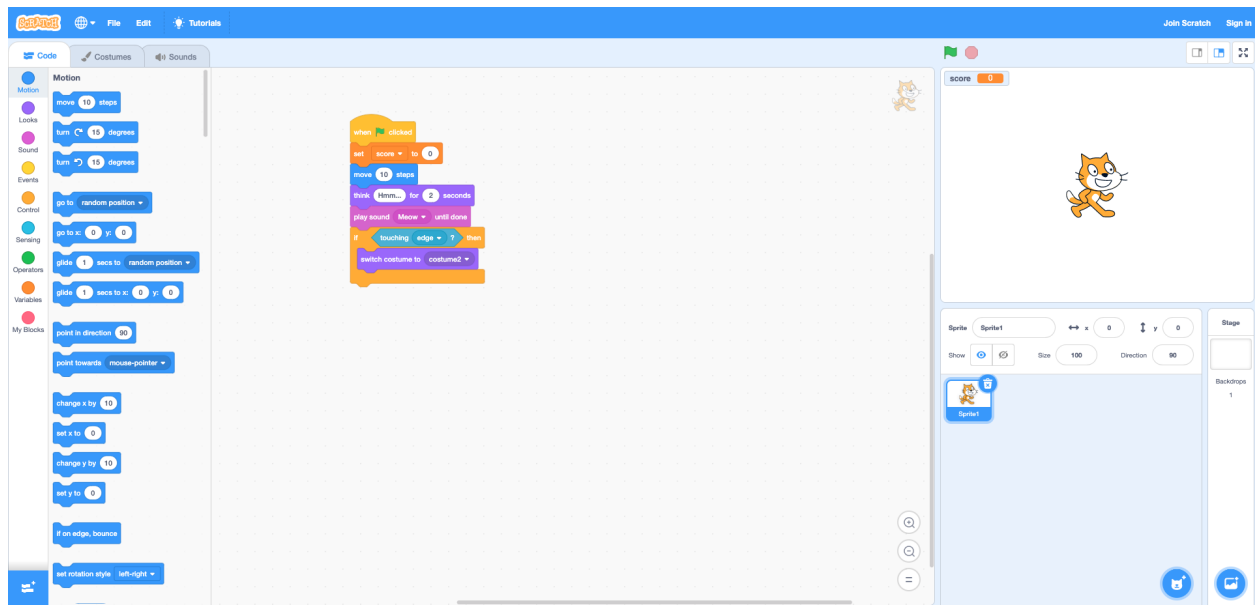 SCRATCH File Edit Tutorials Join Scratch Sign in
Code Costumes Sounds
Motion
Looks
Sound
Events
Control
Sensing
Operators
Variables
My Blocks
Motion
move 10 steps
turn 15 degrees
turn 15 degrees
go to random position
go to x: 0 y: 0
glide 1 secs to random position
glide 1 secs to x: 0 y: 0
point in direction 90
point towards mouse-pointer
change x by 10
set x to 0
change y by 10
set y to 0
if on edge, bounce
set rotation style left-right
when clicked
set score to 0
move 10 steps
think Hmm... for 2 seconds
play sound Meow until done
if touching edge ? then
switch costume to costume2
score 0
Sprite Sprite1 x 0 y 0
Show Size 100 Direction 90
Sprite1
Stage
Backdrops
1